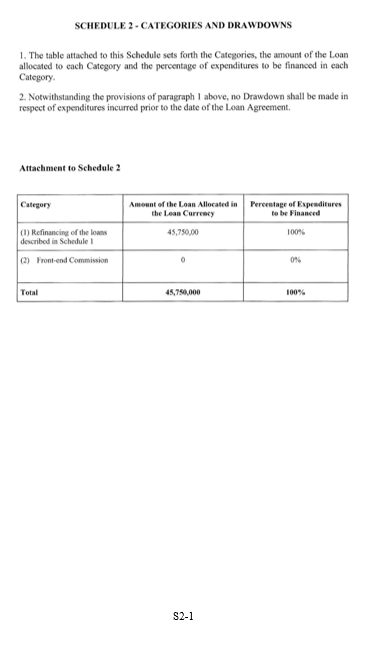 SCHEDULE 2 - CATEGORIES AND DRAWDOWNS
1. The table attached to this Schedule sets forth the Categories, the amount of the Loan
allocated to each Category and the percentage of expenditures to be financed in each
Category.
2. Notwithstanding the provisions of paragraph 1 above, no Drawdown shall be made in
respect of expenditures incurred prior to the date of the Loan Agreement.
Attachment to Schedule 2
Category
Amount of the Loan Allocated in
the Loan Currency
Percentage of Expenditures
to be Financed
(1) Refinancing of the loans
described in Schedule 1
45,750,00
100%
(2) Front-end Commission
0
0%
Total
45,750,000
100%
S2-1